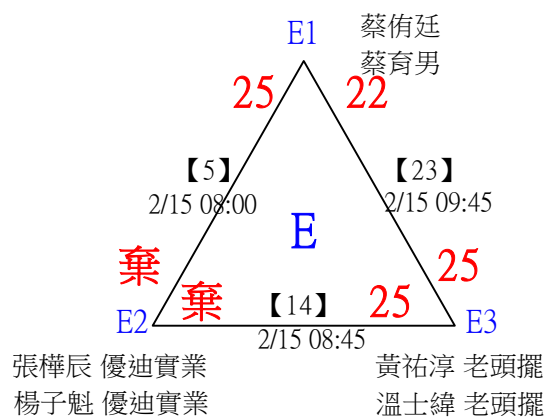 E1
蔡侑廷
蔡育男
25
22
【5】
2/15 08:00
【23】
2/15 09:45
E
棄
25
棄
【14】
25
E2
2/15 08:45
E3
張樺辰 優迪實業
楊子魁 優迪實業
黃祐淳 老頭擺
溫士緯 老頭擺